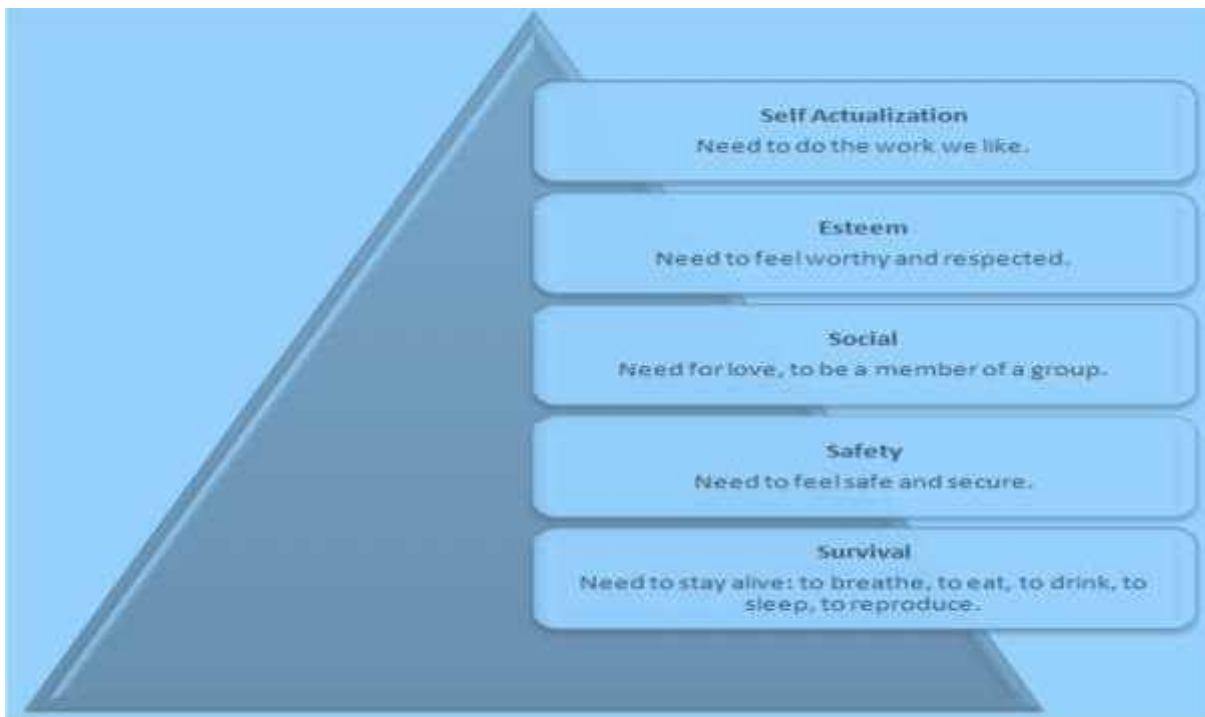 Self Actualization
Need to do the work we like.
Esteem
Need to feel worthy and respected.
Social
Need for love, to be a member of a group.
Safety
Need to feel safe and secure.
Survival
Need to stay alive: to breathe, to eat, to drink, to
sleep, to reproduce.